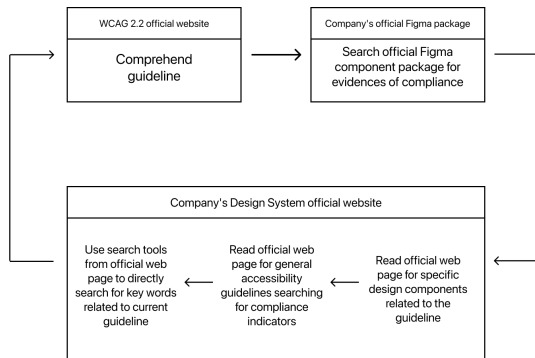 WCAG 2.2 official website
Comprehend
guideline
Company's official Figma package
Search official Figma
component package for
evidences of compliance
Company's Design System official website
Use search tools
from official web
page to directly
search for key words
related to current
guideline
Read official web
page for general
accessibility
guidelines searching
for compliance
indicators
Read official web
page for specific
design components
related to the
guideline